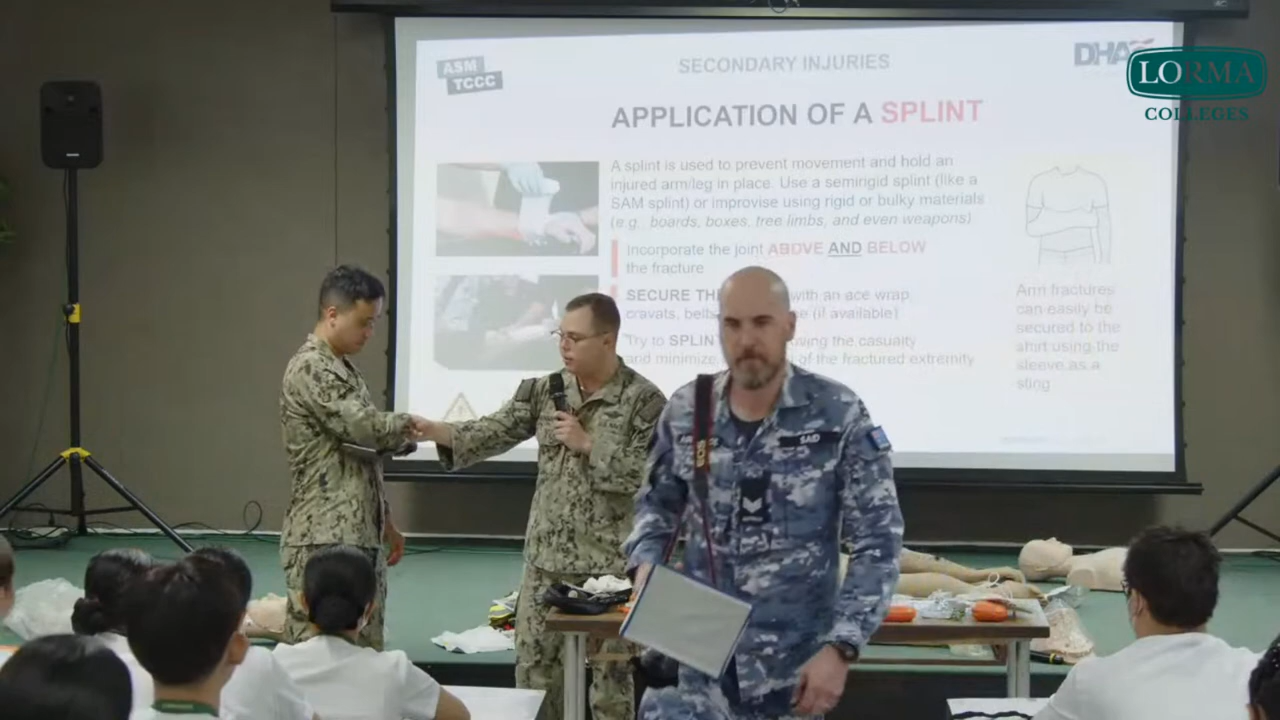 ASM
TCCC
SECONDARY INJURIES
DHA
LORMA
COLLEGES
APPLICATION OF A SPLINT
A splint is used to prevent movement and hold an
injured arm/leg in place. Use a semirigid splint (like a
SAM splint) or improvise using rigid or bulky materials
(e.g., boards, boxes, tree limbs, and even weapons)
Incorporate the joint ABOVE AND BELOW
the fracture
SECURE with an ace wrap
cravats, belts (if available)
Try to the casualty
and minimize of the fractured extremity
Arm fractures
can easily be
secured to the
shirt using the
sleeve as a
sling
SAID